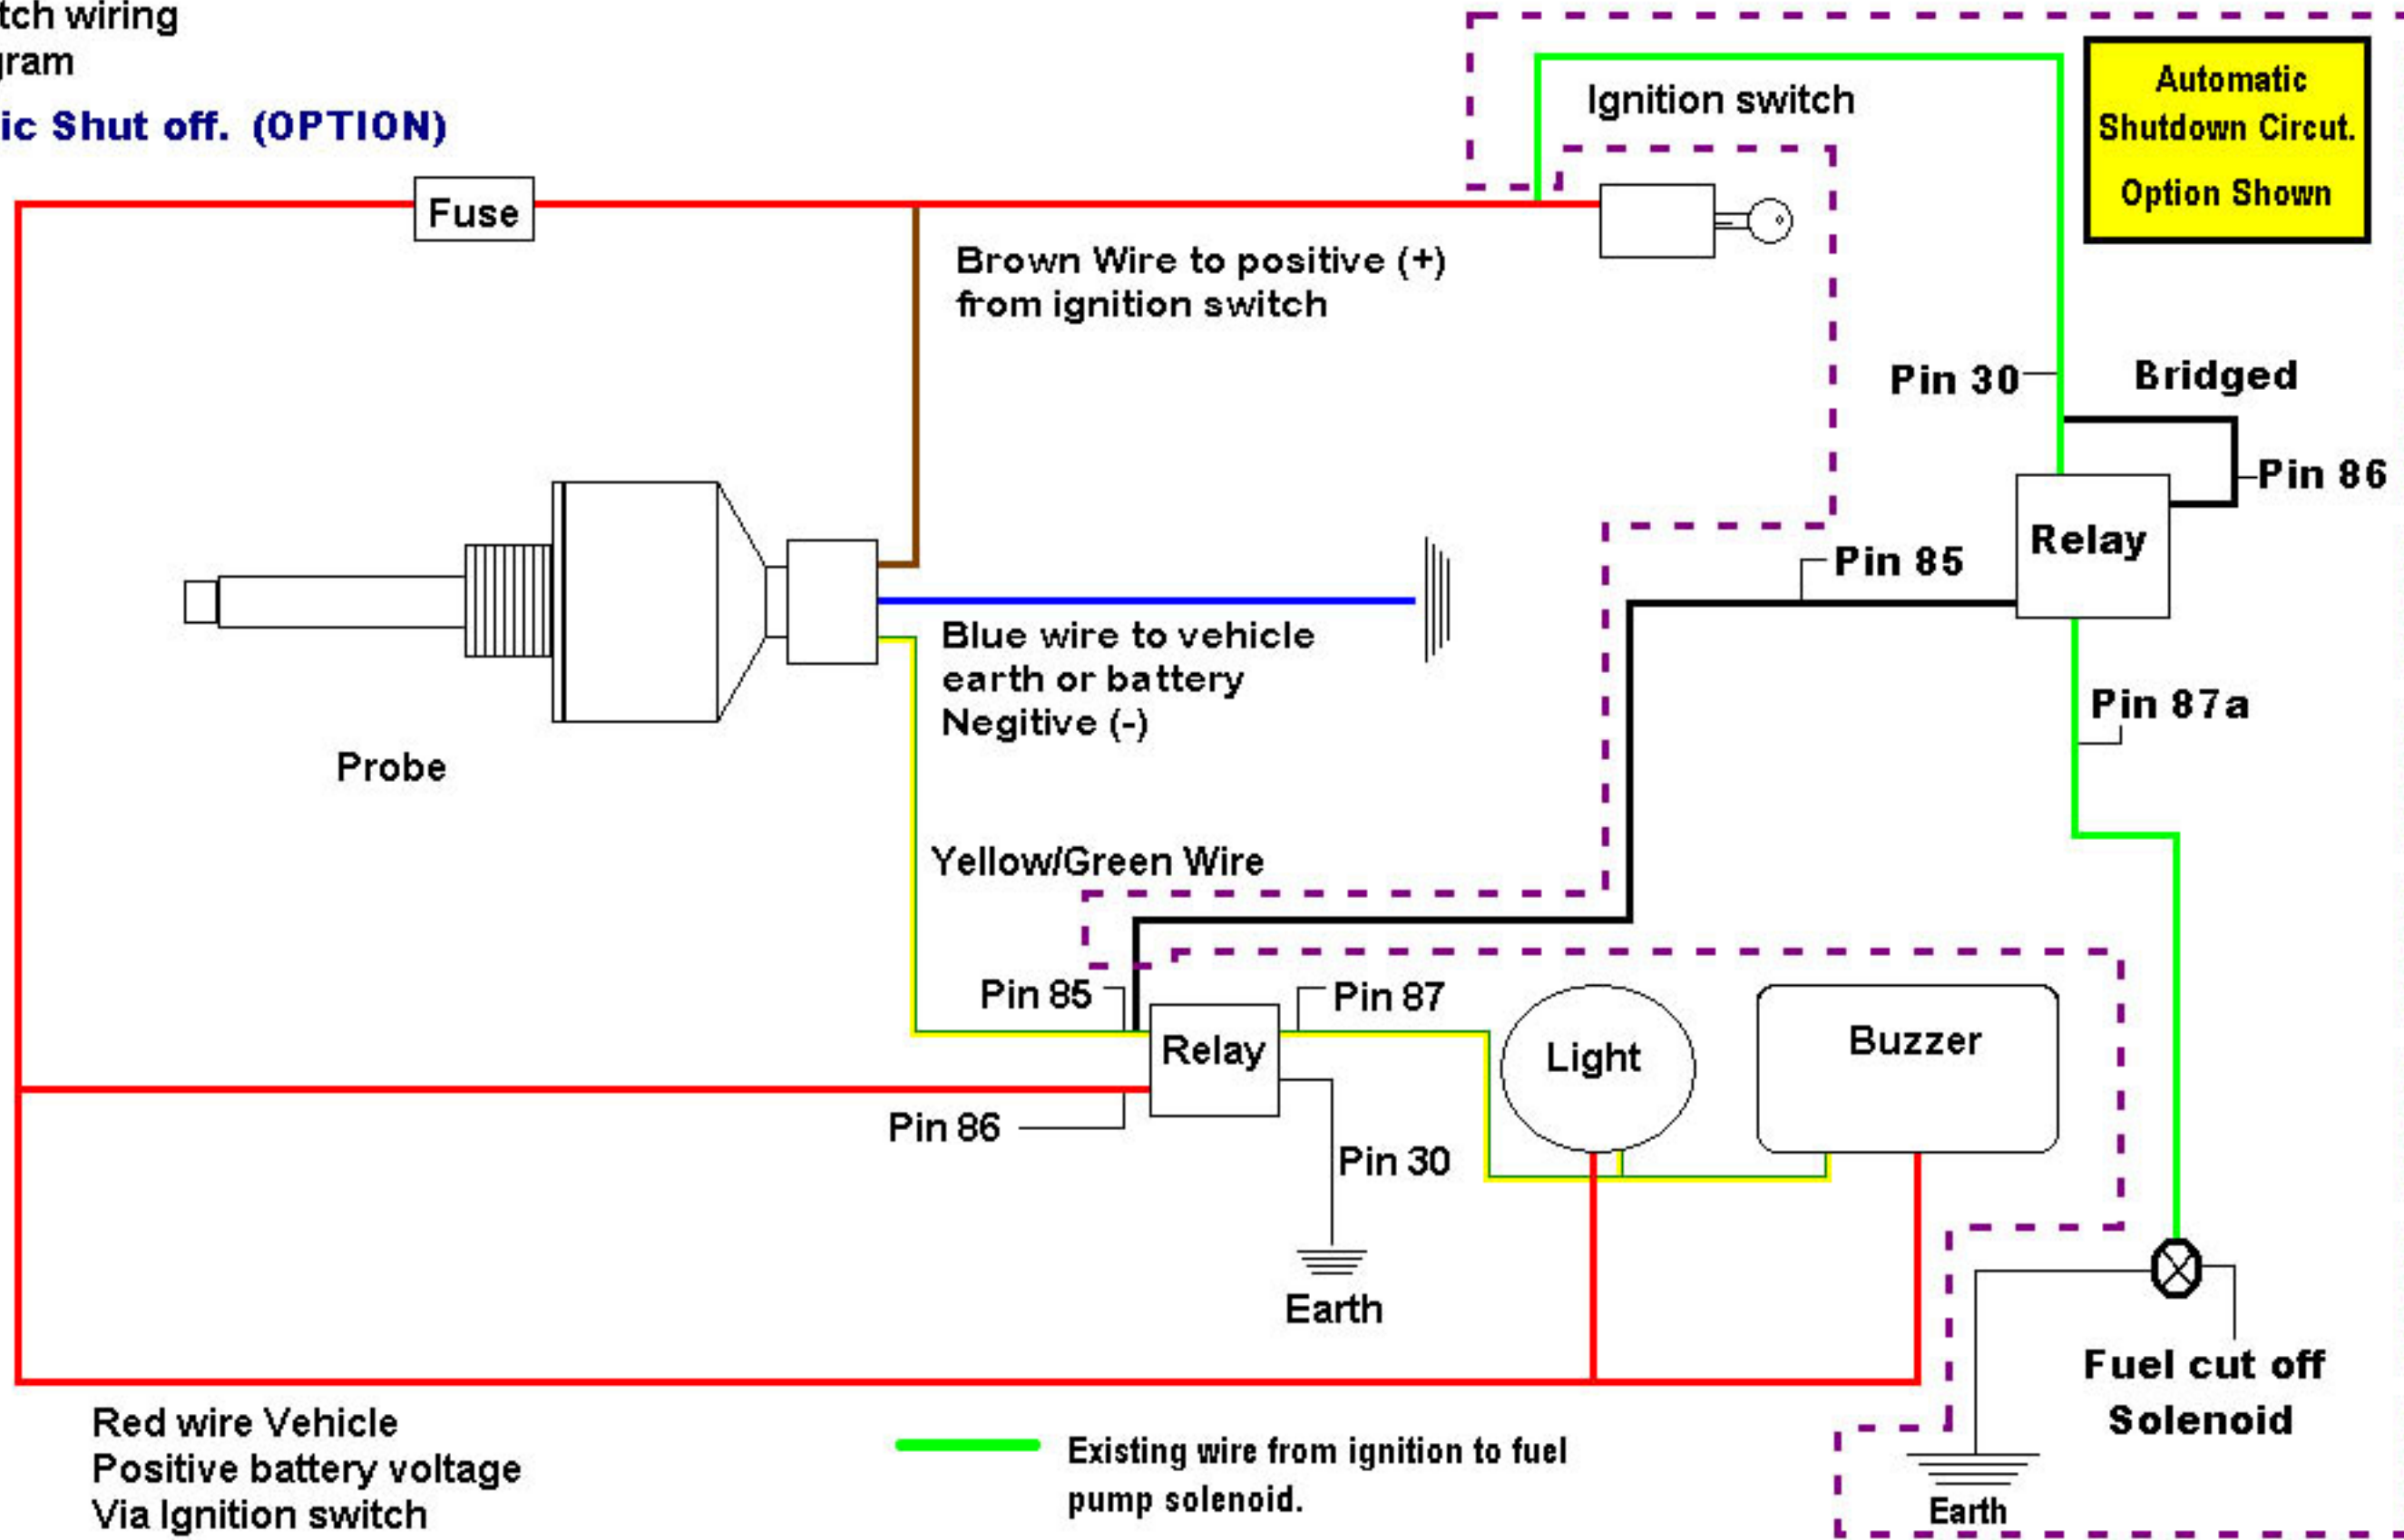 tch wiring
gram
ic Shut off. (OPTION)
Fuse
Ignition switch
Automatic
Shutdown Circut.
Option Shown
Brown Wire to positive (+)
from ignition switch
Pin 30
Bridged
Pin 86
Relay
Pin 85
Blue wire to vehicle
earth or battery
Negitive (-)
Pin 87a
Probe
Yellow/Green Wire
Pin 85
Pin 87
Relay
Light
Buzzer
Pin 86
Pin 30
Earth
Fuel cut off
Solenoid
Red wire Vehicle
Positive battery voltage
Via Ignition switch
Existing wire from ignition to fuel
pump solenoid.
Earth